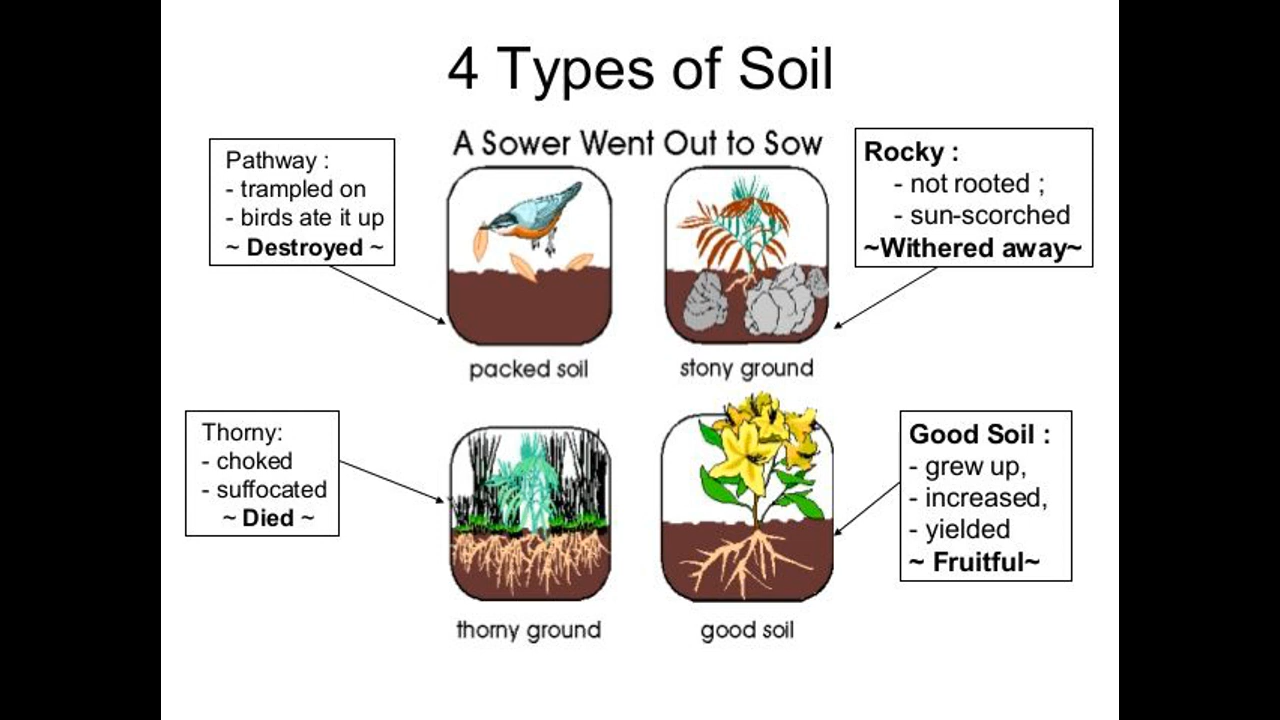 4 Types of Soil
A Sower Went Out to Sow
Pathway :
- trampled on
- birds ate it up
~ Destroyed ~
Rocky :
- not rooted ;
- sun-scorched
~Withered away~
packed soil
stony ground
Thorny:
- choked
- suffocated
~ Died ~
Good Soil :
- grew up,
- increased,
- yielded
~ Fruitful~
thorny ground
good soil